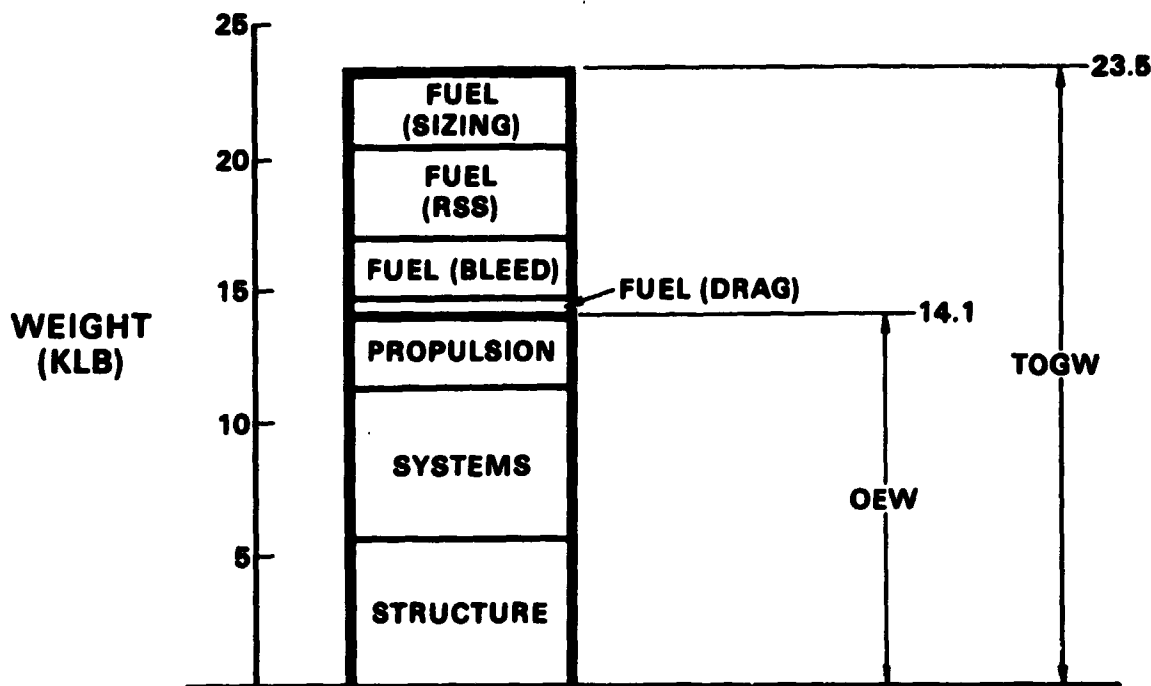 25
20
15
10
5
WEIGHT
(KLB)
FUEL
(SIZING)
FUEL
(RSS)
FUEL (BLEED)
FUEL (DRAG)
PROPULSION
SYSTEMS
STRUCTURE
14.1
OEW
23.5
TOGW